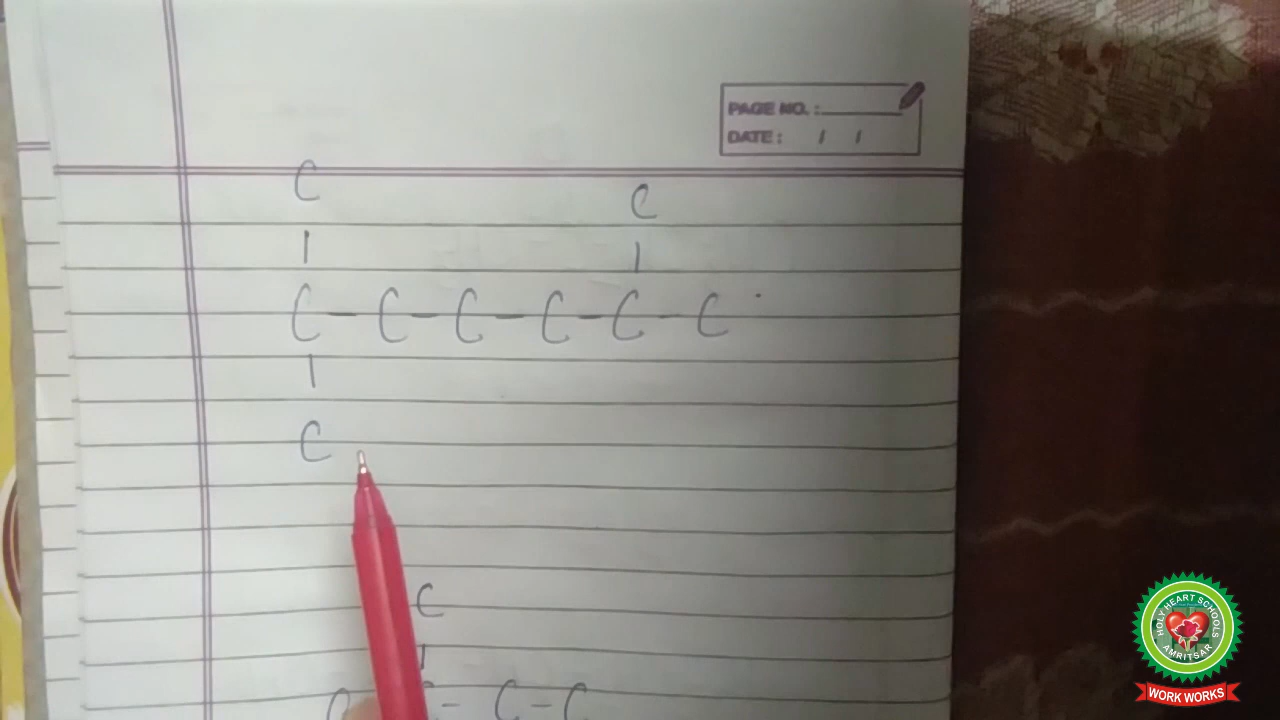 PAGE NO. :
DATE : / /
C
C
C - C - C - C - C - C
C
C
C - C - C
HOLY HEART SCHOOLS
AMRITSAR
WORK WORKS